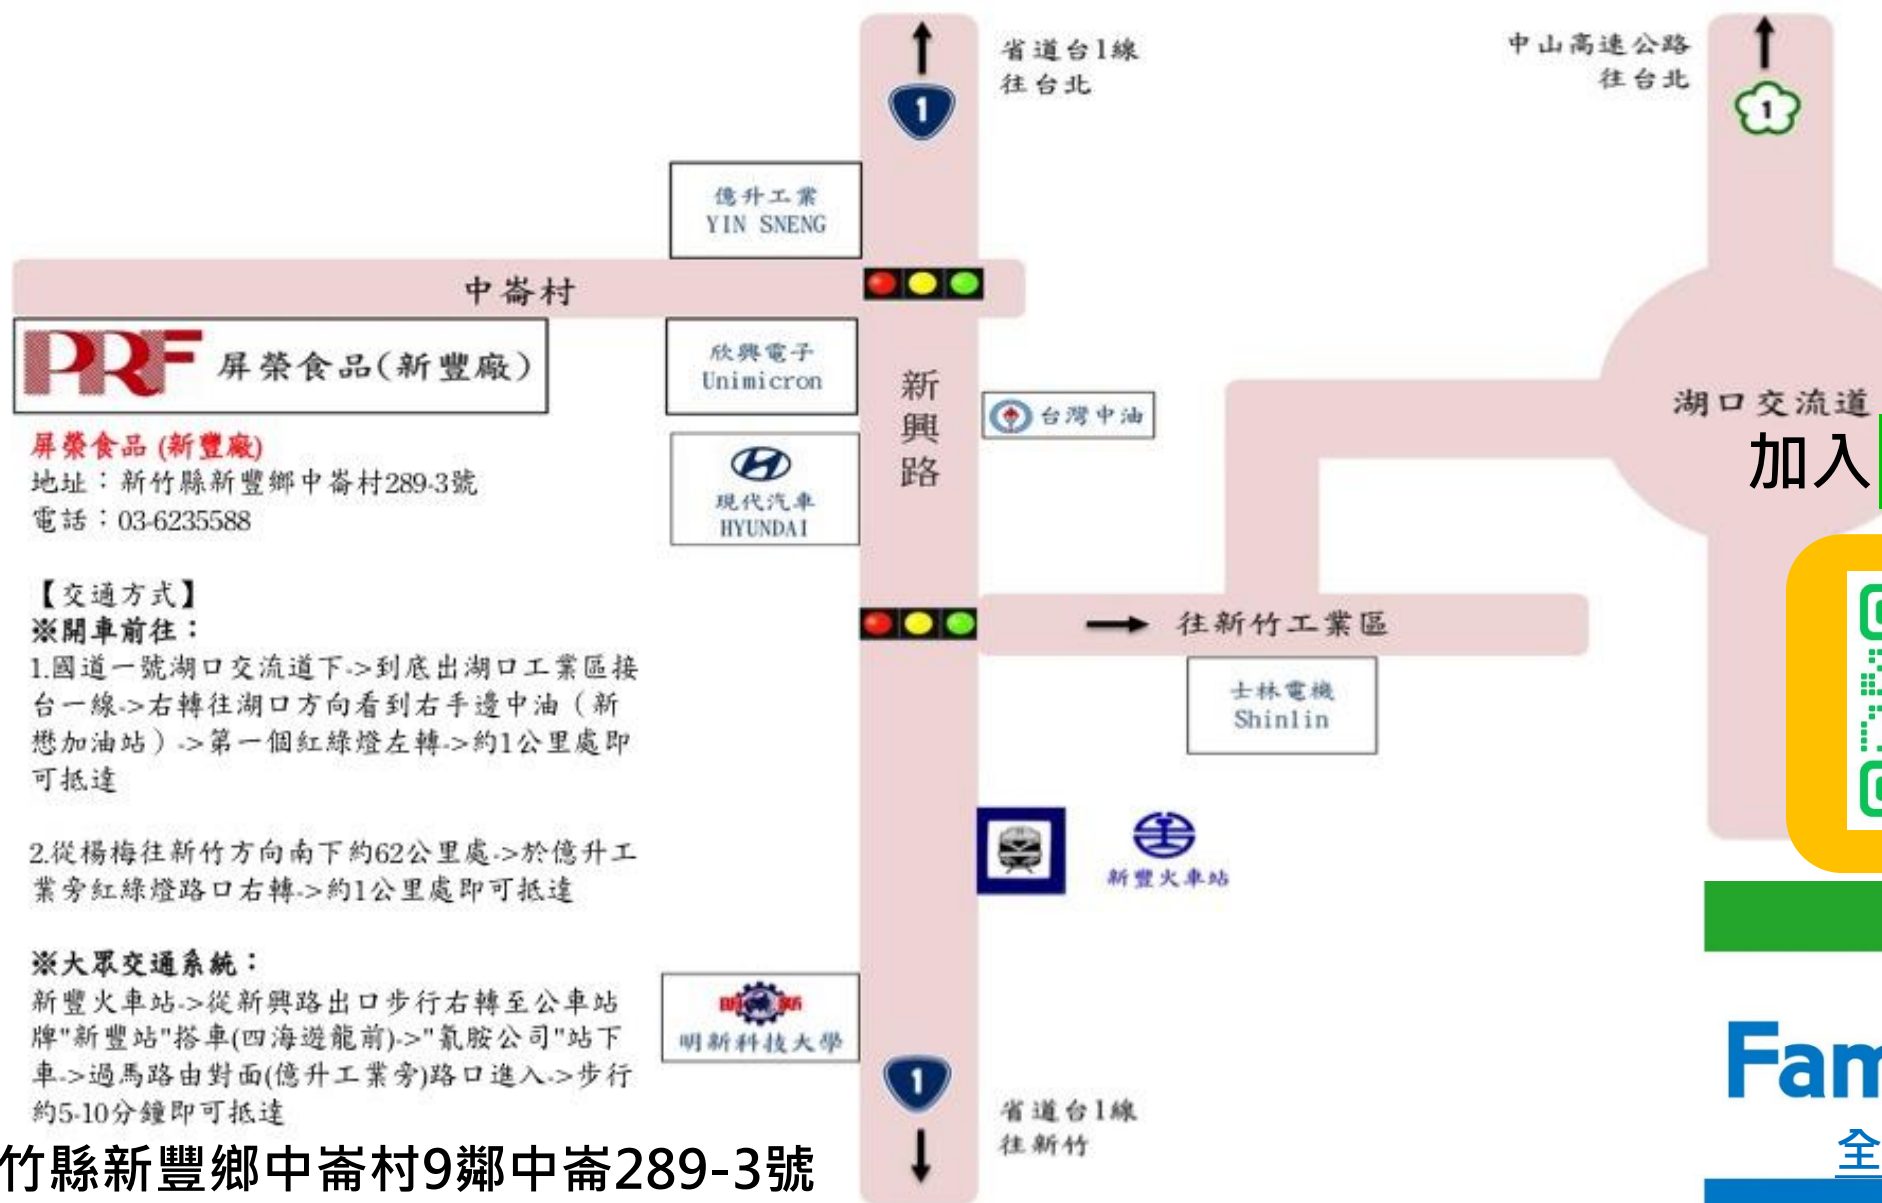 省道台1線
往台北
1
中山高速公路
往台北
1
億升工業
YIN SNENG
中崙村
PRF 屏榮食品(新豐廠)
欣興電子
Unimicron
新興路
台灣中油
湖口交流道
加入
屏榮食品 (新豐廠)
地址：新竹縣新豐鄉中崙村289-3號
電話：03-6235588
現代汽車
HYUNDAI
【交通方式】
※開車前往：
1.國道一號湖口交流道下->到底出湖口工業區接
台一線->右轉往湖口方向看到右手邊中油（新
懋加油站）->第一個紅綠燈左轉->約1公里處即
可抵達
往新竹工業區
士林電機
Shinlin
2.從楊梅往新竹方向南下約62公里處->於億升工
業旁紅綠燈路口右轉->約1公里處即可抵達
新豐火車站
※大眾交通系統：
新豐火車站->從新興路出口步行右轉至公車站
牌"新豐站"搭車(四海遊龍前)->"氰胺公司"站下
車->過馬路由對面(億升工業旁)路口進入->步行
約5-10分鐘即可抵達
明新
明新科技大學
1
省道台1線
往新竹
竹縣新豐鄉中崙村9鄰中崙289-3號
Fam
全